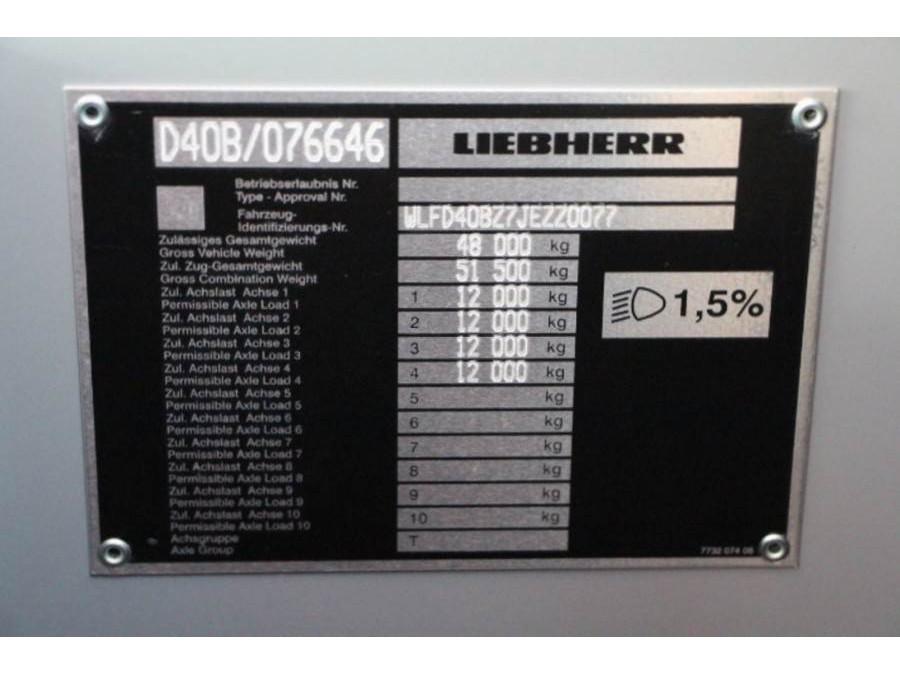 D40B/076646 LIEBHERR
Betriebserlaubnis Nr.
Type - Approval Nr.
Fahrzeug-
Identifizierungs-Nr. WLFD40BZ7JEZZ0077
Zulässiges Gesamtgewicht
Gross Vehicle Weight 48 000 kg
Zul. Zug-Gesamtgewicht
Gross Combination Weight 51 500 kg
Zul. Achslast Achse 1
Permissible Axle Load 1 1 12 000 kg
Zul. Achslast Achse 2
Permissible Axle Load 2 2 12 000 kg
Zul. Achslast Achse 3
Permissible Axle Load 3 3 12 000 kg
Zul. Achslast Achse 4
Permissible Axle Load 4 4 12 000 kg
Zul. Achslast Achse 5
Permissible Axle Load 5 5 kg
Zul. Achslast Achse 6
Permissible Axle Load 6 6 kg
Zul. Achslast Achse 7
Permissible Axle Load 7 7 kg
Zul. Achslast Achse 8
Permissible Axle Load 8 8 kg
Zul. Achslast Achse 9
Permissible Axle Load 9 9 kg
Zul. Achslast Achse 10
Permissible Axle Load 10 10 kg
Achsgruppe
Axle Group T
1,5%
7732 074 08